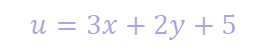 u = 3x + 2y + 5